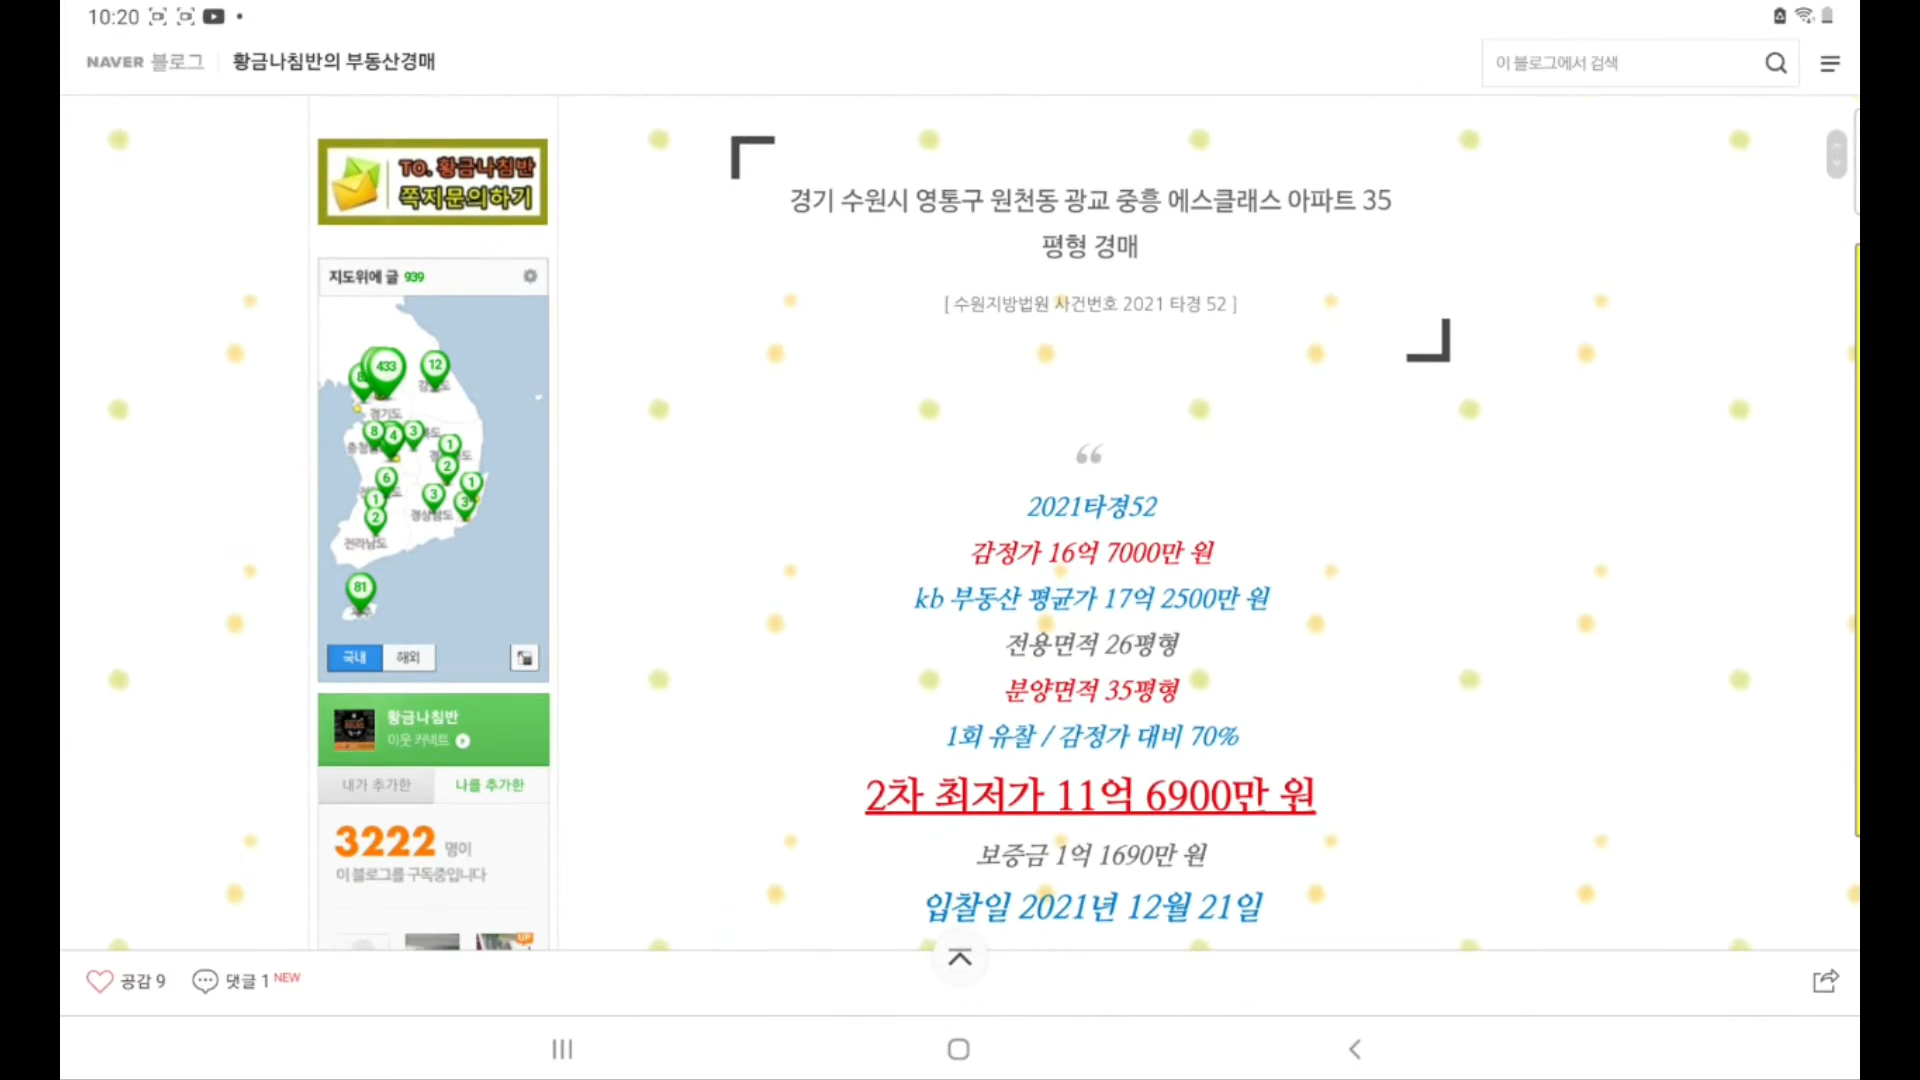 10:20
NAVER 블로그
황금나침반의 부동산경매
이 블로그에서 검색
TO. 황금나침반
쪽지문의하기
지도위에 글 939
433
12
경기도
8
4
3
1
2
6
1
3
1
3
2
경상남도
전라남도
81
국내
해외
황금나침반
이웃 커넥트
내가 추가한
나를 추가한
3222 명이
이 블로그를 구독중입니다
UP
경기 수원시 영통구 원천동 광교 중흥 에스클래스 아파트 35
평형 경매
[ 수원지방법원 사건번호 2021 타경 52 ]
2021타경52
감정가 16억 7000만 원
kb 부동산 평균가 17억 2500만 원
전용면적 26평형
분양면적 35평형
1회 유찰 / 감정가 대비 70%
2차 최저가 11억 6900만 원
보증금 1억 1690만 원
입찰일 2021년 12월 21일
공감 9
댓글 1 NEW